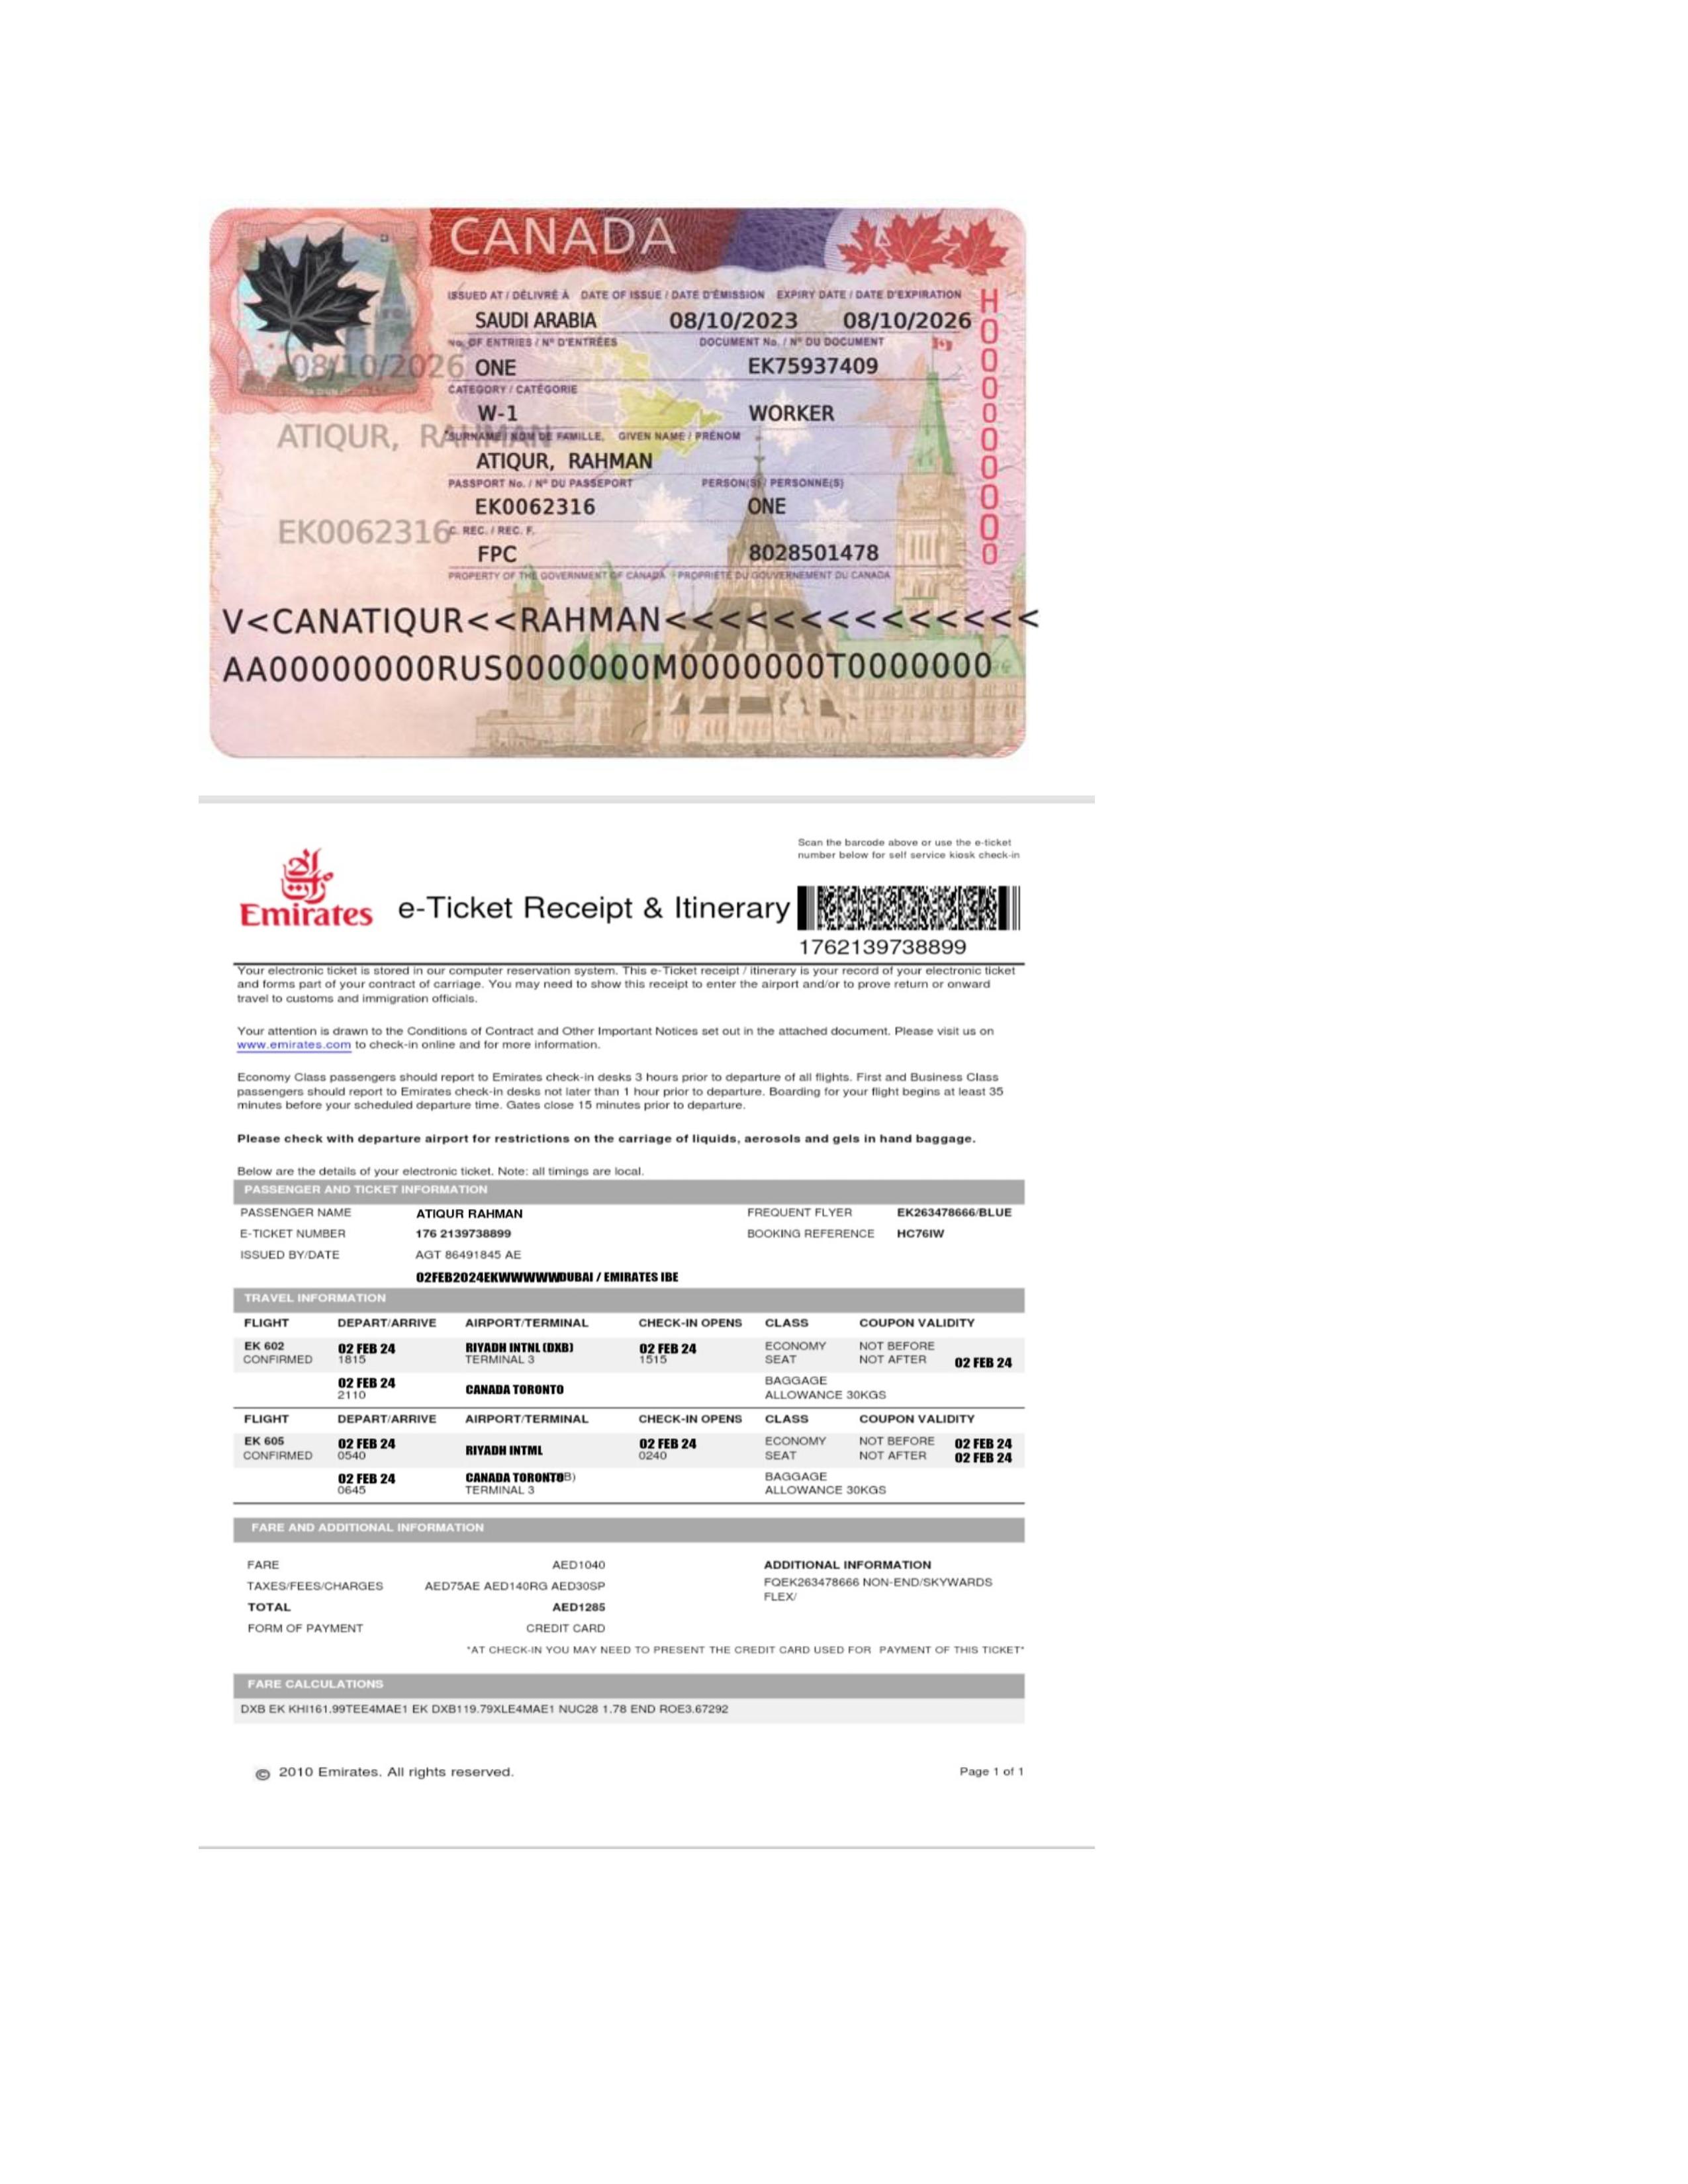 CANADA
ISSUED AT / DÉLIVRÉ À DATE OF ISSUE / DATE D'ÉMISSION EXPIRY DATE / DATE D'EXPIRATION
SAUDI ARABIA 08/10/2023 08/10/2026
No. OF ENTRIES / Nº D'ENTRÉES DOCUMENT No. / Nº DU DOCUMENT
08/10/2026
ONE EK75937409
CATEGORY / CATÉGORIE
W-1 WORKER
ATIQUR, RAHMAN
SURNAME / NOM DE FAMILLE, GIVEN NAME / PRÉNOM
ATIQUR, RAHMAN
PASSPORT No. / Nº DU PASSEPORT PERSON(S) / PERSONNE(S)
EK0062316 ONE
EK0062316
C. REC. / REC. F.
FPC 8028501478
PROPERTY OF THE GOVERNMENT OF CANADA - PROPRIÉTÉ DU GOUVERNEMENT DU CANADA
H000000000
V<CANATIQUR<<RAHMAN<<<<<<<<<<<<<<
AA00000000RUS0000000M0000000T0000000
Scan the barcode above or use the e-ticket
number below for self service kiosk check-in
Emirates
e-Ticket Receipt & Itinerary
1762139738899
Your electronic ticket is stored in our computer reservation system. This e-Ticket receipt / itinerary is your record of your electronic ticket
and forms part of your contract of carriage. You may need to show this receipt to enter the airport and/or to prove return or onward
travel to customs and immigration officials.
Your attention is drawn to the Conditions of Contract and Other Important Notices set out in the attached document. Please visit us on
www.emirates.com to check-in online and for more information.
Economy Class passengers should report to Emirates check-in desks 3 hours prior to departure of all flights. First and Business Class
passengers should report to Emirates check-in desks not later than 1 hour prior to departure. Boarding for your flight begins at least 35
minutes before your scheduled departure time. Gates close 15 minutes prior to departure.
Please check with departure airport for restrictions on the carriage of liquids, aerosols and gels in hand baggage.
Below are the details of your electronic ticket. Note: all timings are local.
PASSENGER AND TICKET INFORMATION
PASSENGER NAME ATIQUR RAHMAN FREQUENT FLYER EK263478666/BLUE
E-TICKET NUMBER 176 2139738899 BOOKING REFERENCE HC76IW
ISSUED BY/DATE AGT 86491845 AE
02FEB2024EKWWWWWDUBAI / EMIRATES IBE
TRAVEL INFORMATION
FLIGHT DEPART/ARRIVE AIRPORT/TERMINAL CHECK-IN OPENS CLASS COUPON VALIDITY
EK 602 02 FEB 24 RIYADH INTNL (DXB) 02 FEB 24 ECONOMY NOT BEFORE
CONFIRMED 1815 TERMINAL 3 1515 SEAT NOT AFTER 02 FEB 24
02 FEB 24 CANADA TORONTO BAGGAGE
2110 ALLOWANCE 30KGS
FLIGHT DEPART/ARRIVE AIRPORT/TERMINAL CHECK-IN OPENS CLASS COUPON VALIDITY
EK 605 02 FEB 24 RIYADH INTML 02 FEB 24 ECONOMY NOT BEFORE 02 FEB 24
CONFIRMED 0540 0240 SEAT NOT AFTER 02 FEB 24
02 FEB 24 CANADA TORONTOB) BAGGAGE
0645 TERMINAL 3 ALLOWANCE 30KGS
FARE AND ADDITIONAL INFORMATION
FARE AED1040 ADDITIONAL INFORMATION
TAXES/FEES/CHARGES AED75AE AED140RG AED30SP FQEK263478666 NON-END/SKYWARDS
FLEX/
TOTAL AED1285
FORM OF PAYMENT CREDIT CARD
*AT CHECK-IN YOU MAY NEED TO PRESENT THE CREDIT CARD USED FOR PAYMENT OF THIS TICKET*
FARE CALCULATIONS
DXB EK KHI161.99TEE4MAE1 EK DXB119.79XLE4MAE1 NUC28 1.78 END ROE3.67292
© 2010 Emirates. All rights reserved. Page 1 of 1